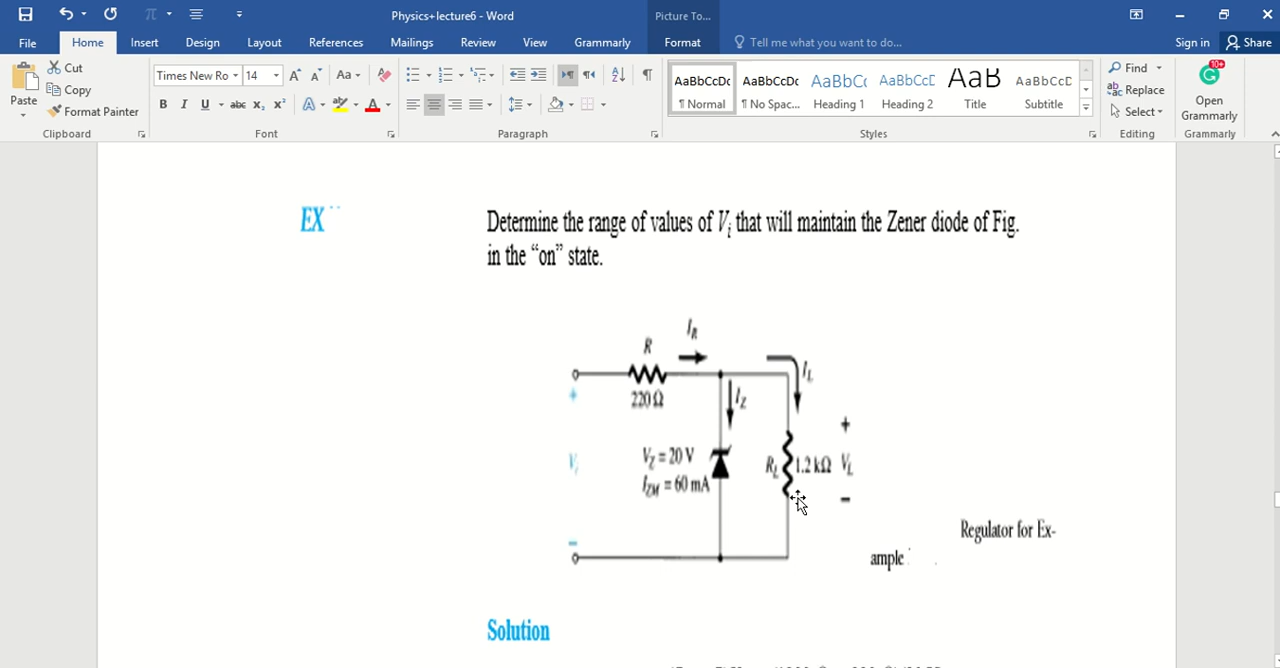 Physics+lecture6 - Word
Picture To...
File
Home
Insert
Design
Layout
References
Mailings
Review
View
Grammarly
Format
Tell me what you want to do...
Sign in
Share
Paste
Cut
Copy
Format Painter
Clipboard
Times New Ro
14
Font
Paragraph
AaBbCcDc
¶ Normal
AaBbCcDc
¶ No Spac...
AaBbC(
Heading 1
AaBbCcC
Heading 2
AaB
Title
AaBbCcC
Subtitle
Styles
Find
Replace
Select
Editing
10+
Open
Grammarly
Grammarly
EX
Determine the range of values of Vi that will maintain the Zener diode of Fig.
in the “on” state.
IR
R
220 Ω
IL
IZ
+
Vi
−
VZ = 20 V
IZM = 60 mA
RL
1.2 kΩ
+
VL
−
Regulator for Ex-
ample
Solution